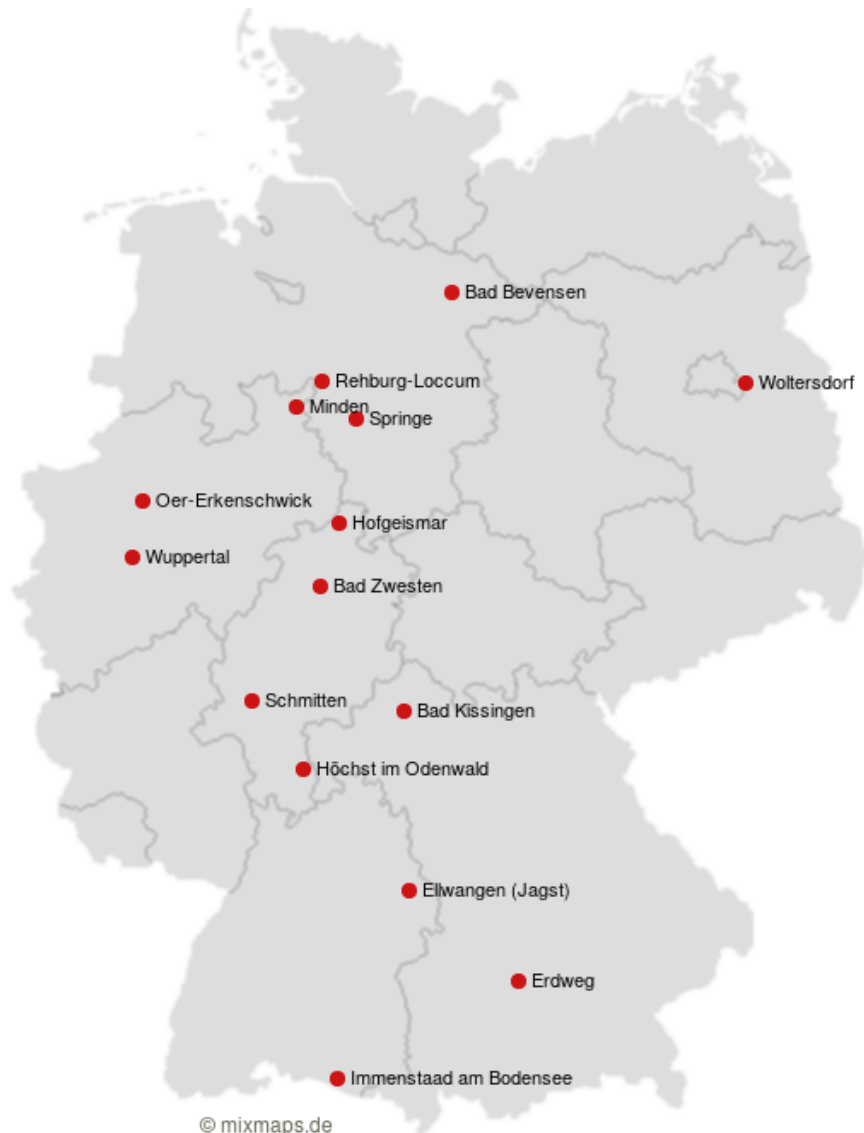 Bad Bevensen
Rehburg-Loccum
Woltersdorf
Minden
Springe
Oer-Erkenschwick
Hofgeismar
Wuppertal
Bad Zwesten
Schmitten
Bad Kissingen
Höchst im Odenwald
Ellwangen (Jagst)
Erdweg
Immenstaad am Bodensee
© mixmaps.de